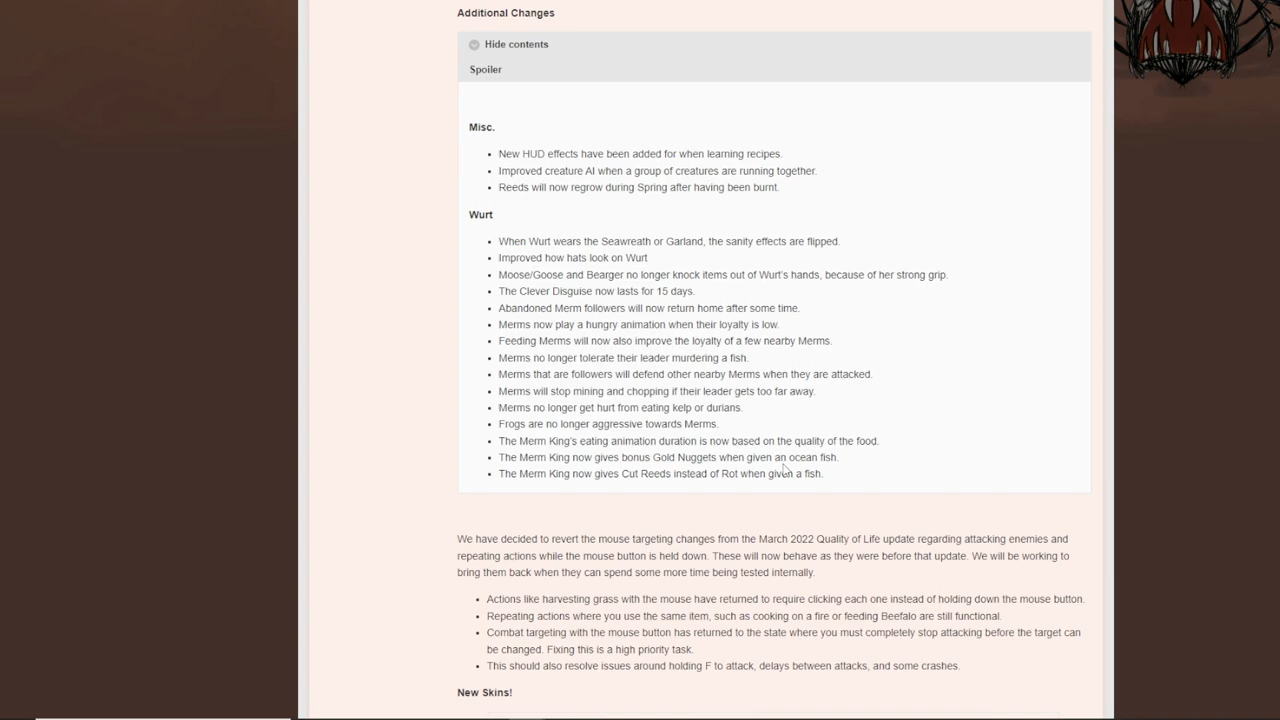 Additional Changes
Hide contents
Spoiler
Misc.
• New HUD effects have been added for when learning recipes.
• Improved creature AI when a group of creatures are running together.
• Reeds will now regrow during Spring after having been burnt.
Wurt
• When Wurt wears the Seawreath or Garland, the sanity effects are flipped.
• Improved how hats look on Wurt
• Moose/Goose and Bearger no longer knock items out of Wurt's hands, because of her strong grip.
• The Clever Disguise now lasts for 15 days.
• Abandoned Merm followers will now return home after some time.
• Merms now play a hungry animation when their loyalty is low.
• Feeding Merms will now also improve the loyalty of a few nearby Merms.
• Merms no longer tolerate their leader murdering a fish.
• Merms that are followers will defend other nearby Merms when they are attacked.
• Merms will stop mining and chopping if their leader gets too far away.
• Merms no longer get hurt from eating kelp or durians.
• Frogs are no longer aggressive towards Merms.
• The Merm King's eating animation duration is now based on the quality of the food.
• The Merm King now gives bonus Gold Nuggets when given an ocean fish.
• The Merm King now gives Cut Reeds instead of Rot when given a fish.
We have decided to revert the mouse targeting changes from the March 2022 Quality of Life update regarding attacking enemies and
repeating actions while the mouse button is held down. These will now behave as they were before that update. We will be working to
bring them back when they can spend some more time being tested internally.
• Actions like harvesting grass with the mouse have returned to require clicking each one instead of holding down the mouse button.
• Repeating actions where you use the same item, such as cooking on a fire or feeding Beefalo are still functional.
• Combat targeting with the mouse button has returned to the state where you must completely stop attacking before the target can
be changed. Fixing this is a high priority task.
• This should also resolve issues around holding F to attack, delays between attacks, and some crashes.
New Skins!